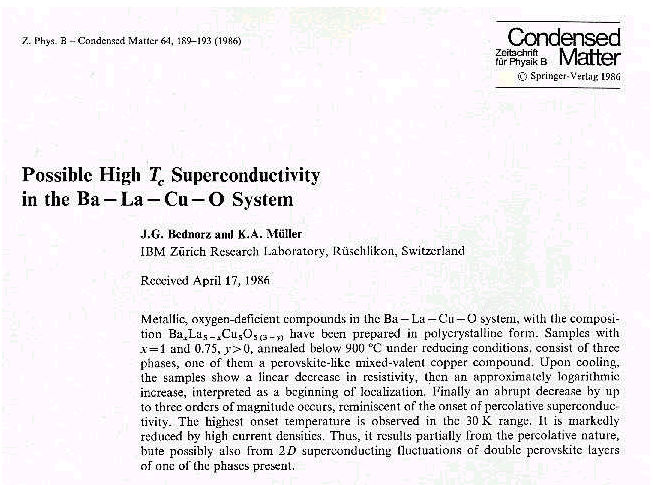 Z. Phys. B – Condensed Matter 64, 189–193 (1986)
Condensed
Zeitschrift
für Physik B Matter
© Springer-Verlag 1986
Possible High Tc Superconductivity
in the Ba – La – Cu – O System
J.G. Bednorz and K.A. Müller
IBM Zürich Research Laboratory, Rüschlikon, Switzerland
Received April 17, 1986
Metallic, oxygen-deficient compounds in the Ba – La – Cu – O system, with the composi-
tion BaxLa5−xCu5O5(3−y) have been prepared in polycrystalline form. Samples with
x=1 and 0.75, y>0, annealed below 900 °C under reducing conditions, consist of three
phases, one of them a perovskite-like mixed-valent copper compound. Upon cooling,
the samples show a linear decrease in resistivity, then an approximately logarithmic
increase, interpreted as a beginning of localization. Finally an abrupt decrease by up
to three orders of magnitude occurs, reminiscent of the onset of percolative superconduc-
tivity. The highest onset temperature is observed in the 30 K range. It is markedly
reduced by high current densities. Thus, it results partially from the percolative nature,
bute possibly also from 2D superconducting fluctuations of double perovskite layers
of one of the phases present.